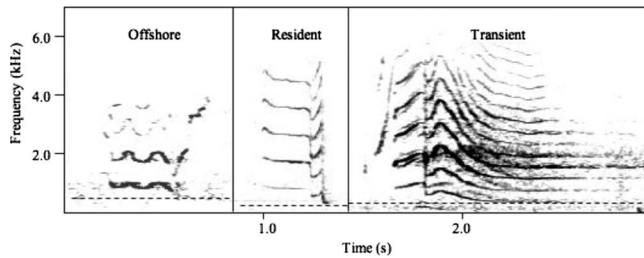 6.0
Offshore
Resident
Transient
Frequency (kHz)
4.0
2.0
1.0
2.0
Time (s)